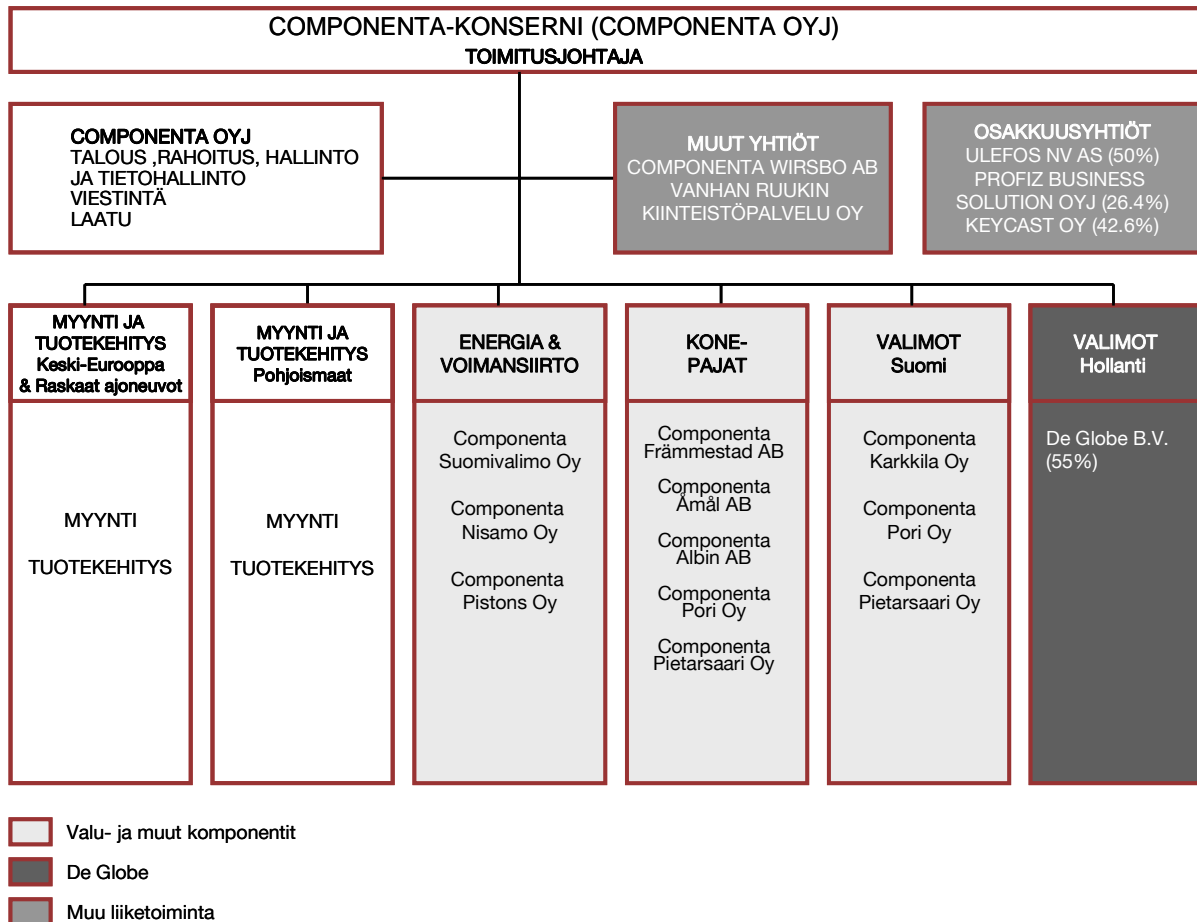 COMPONENTA-KONSERNI (COMPONENTA OYJ)
TOIMITUSJOHTAJA
COMPONENTA OYJ
TALOUS ,RAHOITUS, HALLINTO
JA TIETOHALLINTO
VIESTINTÄ
LAATU
MUUT YHTIÖT
COMPONENTA WIRSBO AB
VANHAN RUUKIN
KIINTEISTÖPALVELU OY
OSAKKUUSYHTIÖT
ULEFOS NV AS (50%)
PROFIZ BUSINESS
SOLUTION OYJ (26.4%)
KEYCAST OY (42.6%)
MYYNTI JA
TUOTEKEHITYS
Keski-Eurooppa
& Raskaat ajoneuvot
MYYNTI
TUOTEKEHITYS
MYYNTI JA
TUOTEKEHITYS
Pohjoismaat
MYYNTI
TUOTEKEHITYS
ENERGIA &
VOIMANSIIRTO
Componenta
Suomivalimo Oy
Componenta
Nisamo Oy
Componenta
Pistons Oy
KONE-
PAJAT
Componenta
Främmestad AB
Componenta
Åmål AB
Componenta
Albin AB
Componenta
Pori Oy
Componenta
Pietarsaari Oy
VALIMOT
Suomi
Componenta
Karkkila Oy
Componenta
Pori Oy
Componenta
Pietarsaari Oy
VALIMOT
Hollanti
De Globe B.V.
(55%)
Valu- ja muut komponentit
De Globe
Muu liiketoiminta